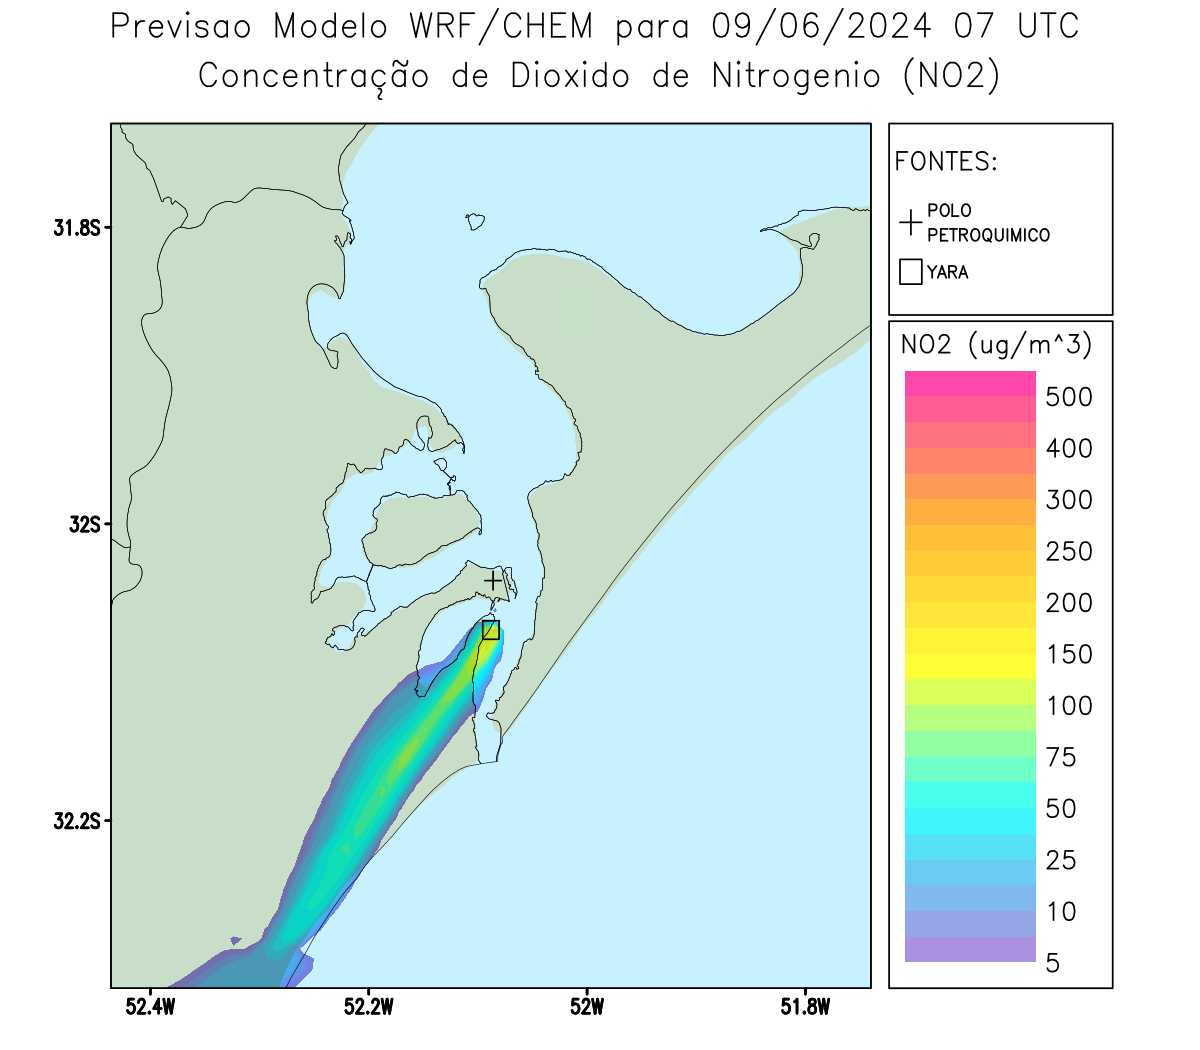 Previsao Modelo WRF/CHEM para 09/06/2024 07 UTC
Concentração de Dioxido de Nitrogenio (NO2)
FONTES:
POLO
PETROQUIMICO
YARA
NO2 (ug/m^3)
500
400
300
250
200
150
100
75
50
25
10
5
31.8S
32S
32.2S
52.4W
52.2W
52W
51.8W